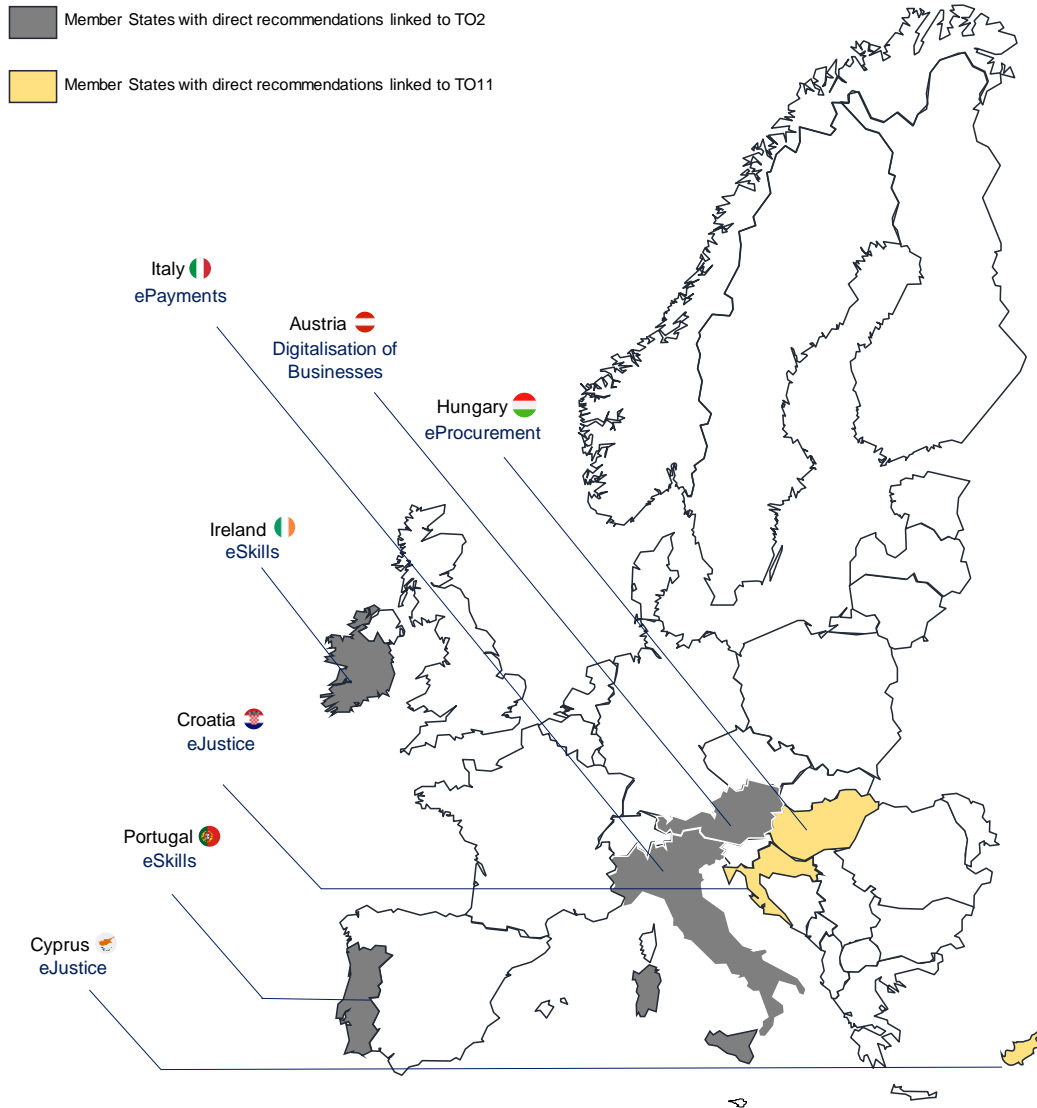 Member States with direct recommendations linked to TO2
Member States with direct recommendations linked to TO11
Italy
ePayments
Austria
Digitalisation of
Businesses
Hungary
eProcurement
Ireland
eSkills
Croatia
eJustice
Portugal
eSkills
Cyprus
eJustice